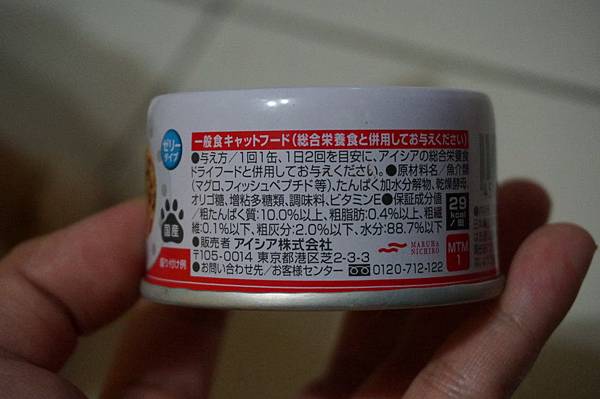 ゼリー
タイプ
国産
盛り付け例
一般食キャットフード(総合栄養食と併用してお与えください)
●与え方/1回1缶、1日2回を目安に、アイシアの総合栄養食
ドライフードと併用してお与えください。●原材料名/魚介類
(マグロ、フィッシュペプチド等)、たんぱく加水分解物、乾燥酵母、
オリゴ糖、増粘多糖類、調味料、ビタミンE●保証成分値
/粗たんぱく質:10.0%以上、粗脂肪:0.4%以上、粗繊
維:0.1%以下、粗灰分:2.0%以下、水分:88.7%以下
●販売者 アイシア株式会社
〒105-0014 東京都港区芝2-3-3
●お問い合わせ先/お客様センター 0120-712-122
MARUHA
NICHIRO
29
kcal
/缶
MTM
1